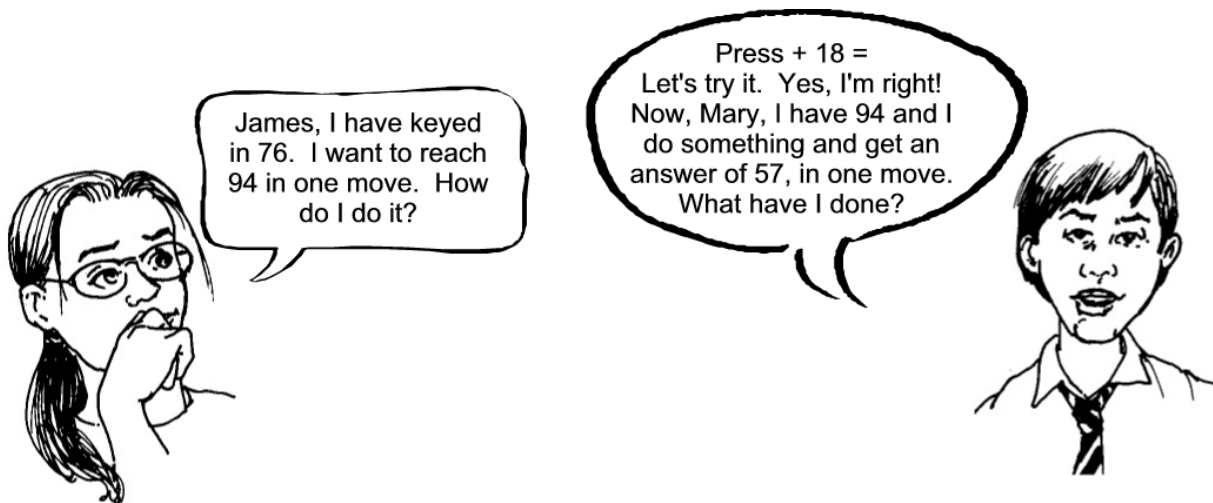 James, I have keyed
in 76. I want to reach
94 in one move. How
do I do it?
Press + 18 =
Let's try it. Yes, I'm right!
Now, Mary, I have 94 and I
do something and get an
answer of 57, in one move.
What have I done?